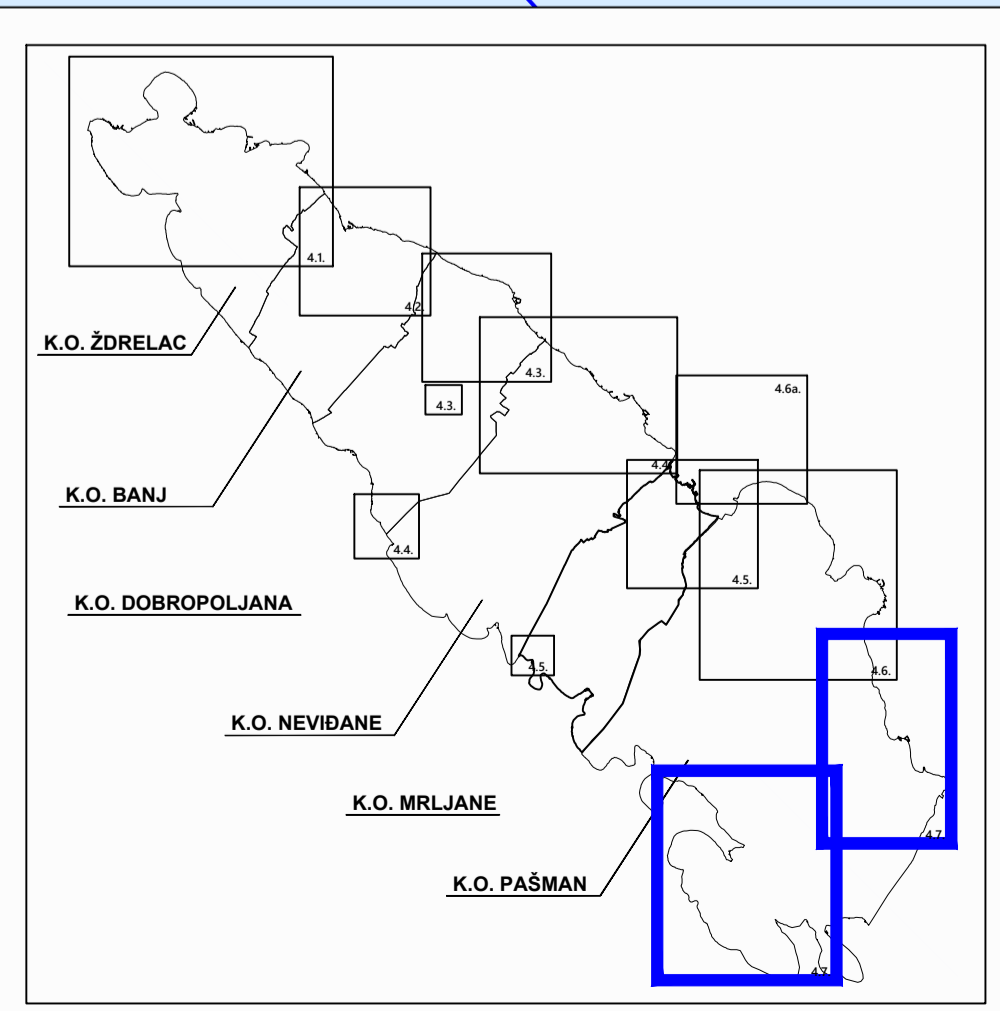 4.1.
4.2.
K.O. ŽDRELAC
4.3.
4.6a.
4.3.
4.4.
K.O. BANJ
4.4.
4.5.
K.O. DOBROPOLJANA
4.5.
4.6.
K.O. NEVIĐANE
K.O. MRLJANE
4.7.
K.O. PAŠMAN
4.7.